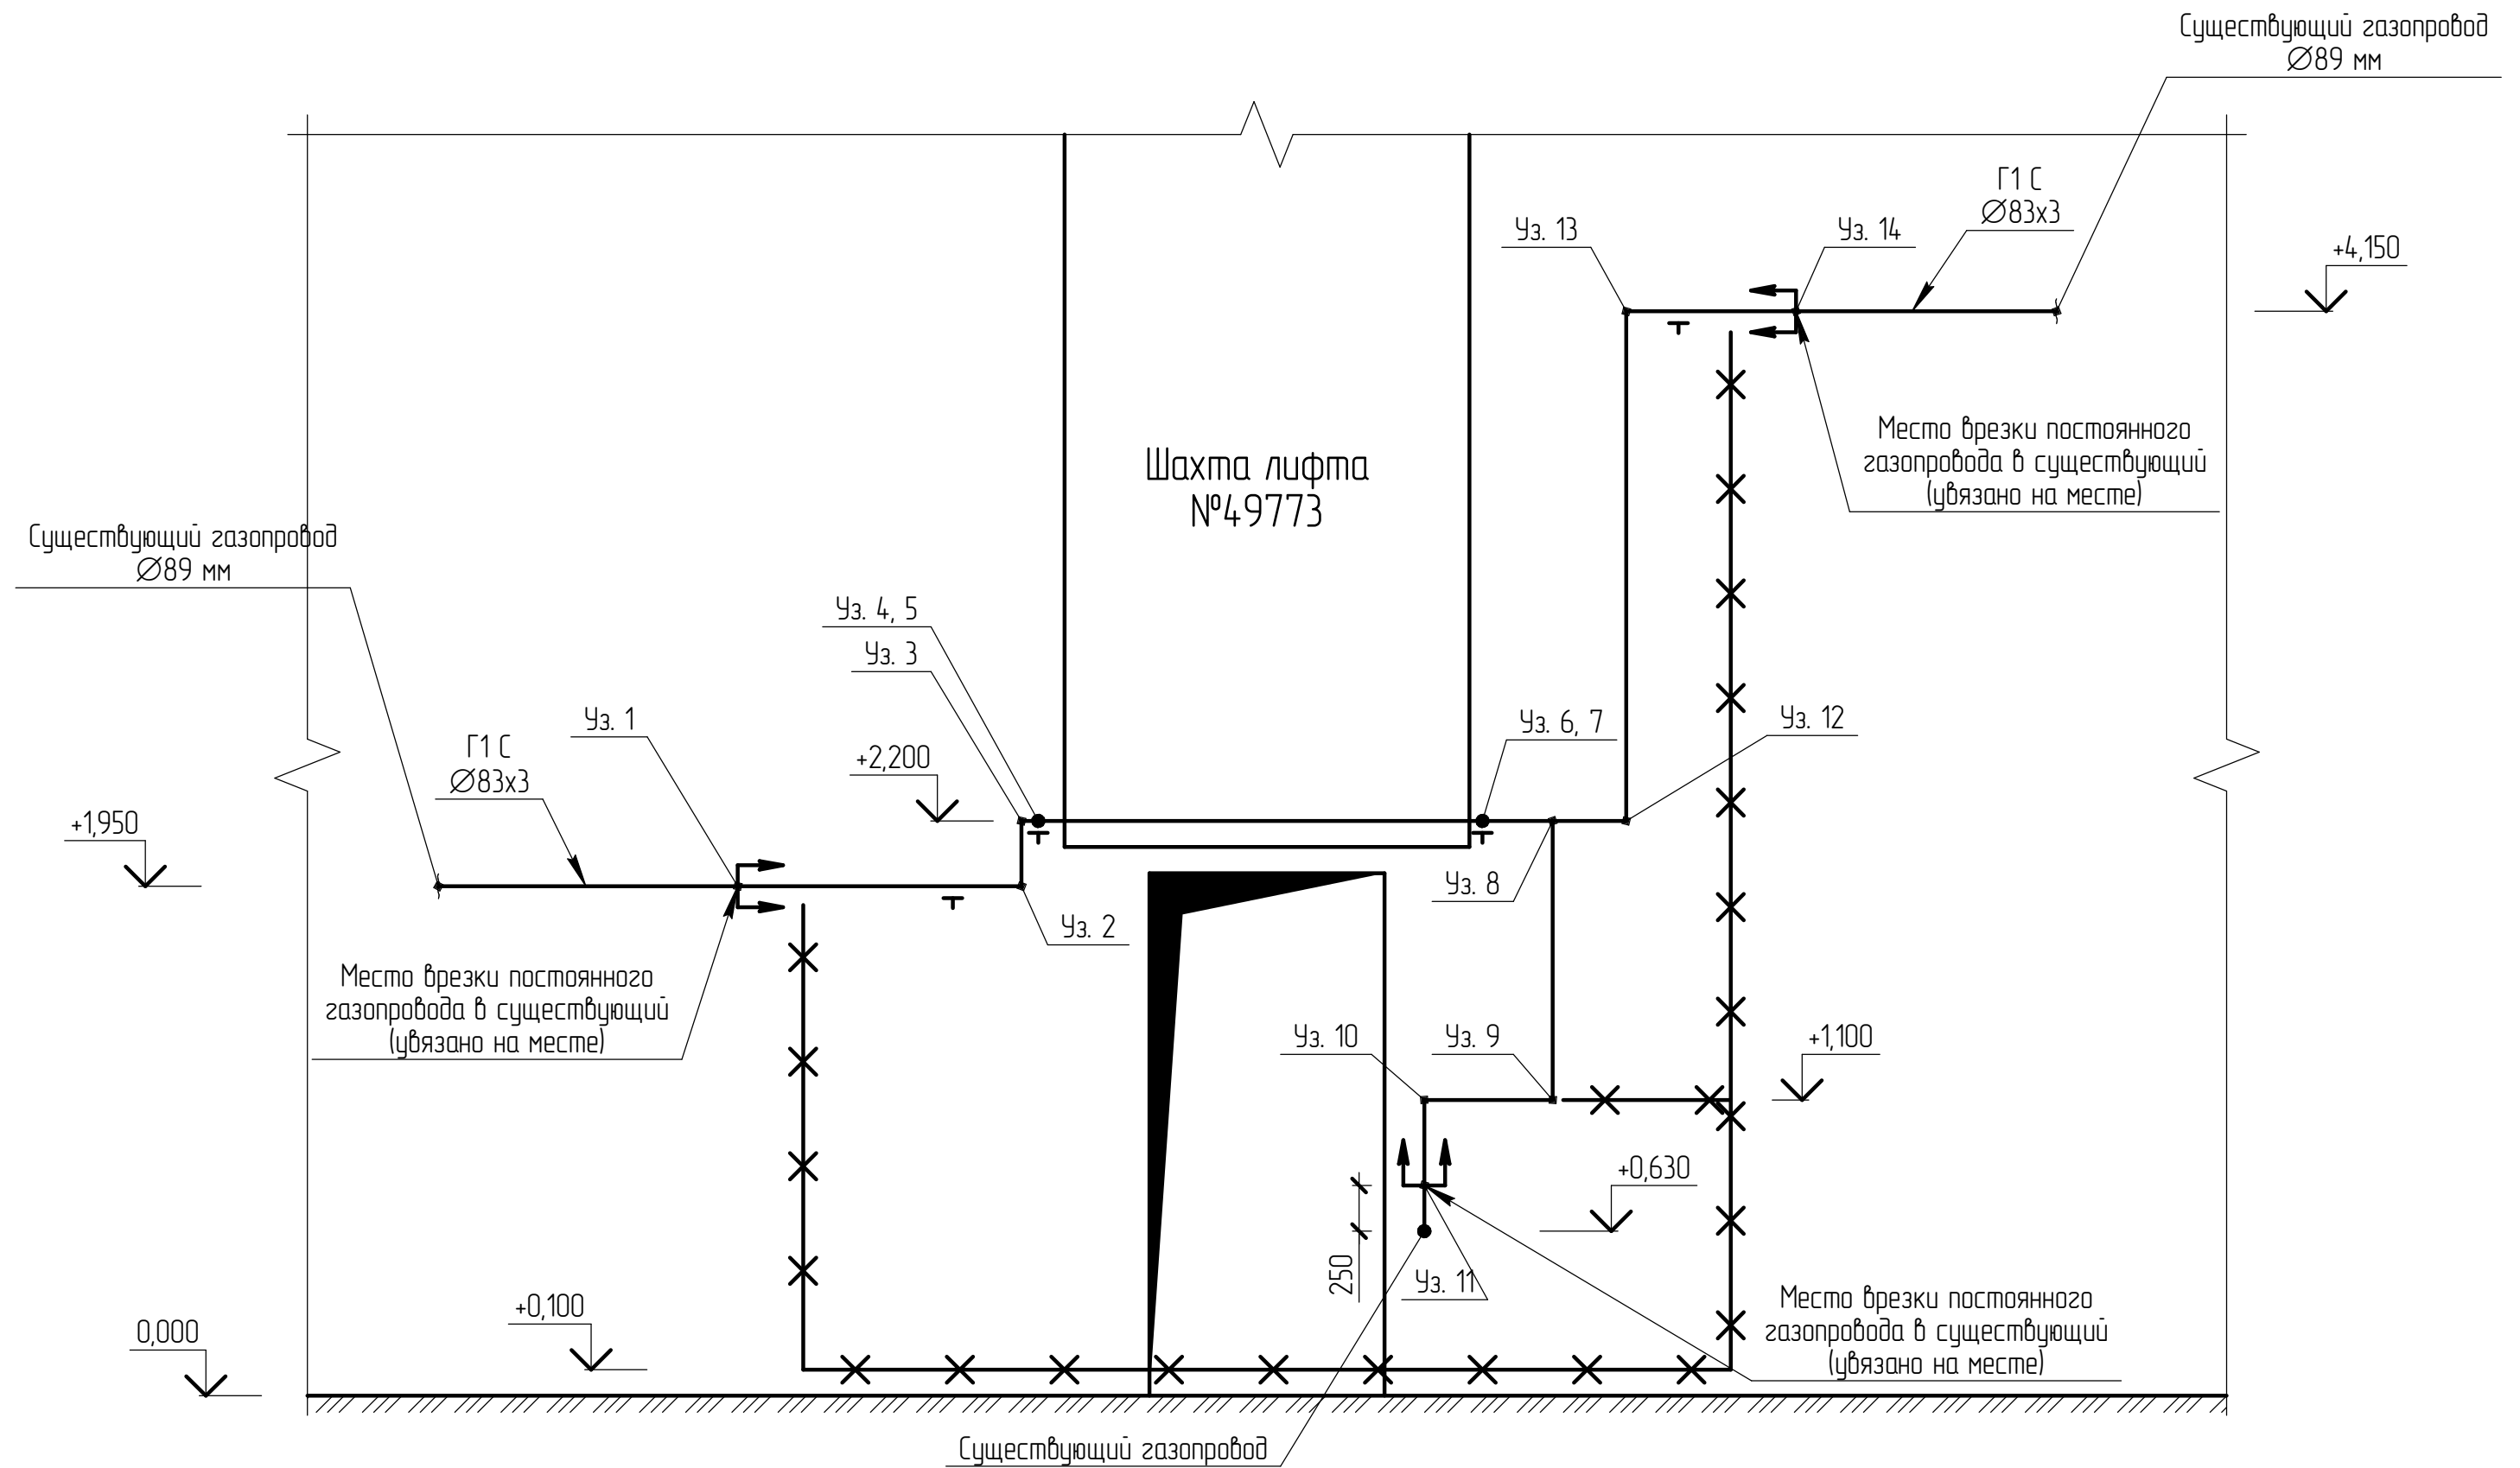 Существующий газопровод
∅89 мм
Г1 С
∅83х3
Уз. 13
Уз. 14
+4,150
Место врезки постоянного
газопровода в существующий
(увязано на месте)
Шахта лифта
№49773
Существующий газопровод
∅89 мм
Уз. 4, 5
Уз. 3
Уз. 1
Уз. 6, 7
Уз. 12
Г1 С
∅83х3
+2,200
+1,950
Уз. 8
Уз. 2
Место врезки постоянного
газопровода в существующий
(увязано на месте)
Уз. 10
Уз. 9
+1,100
+0,630
250
Уз. 11
+0,100
0,000
Место врезки постоянного
газопровода в существующий
(увязано на месте)
Существующий газопровод